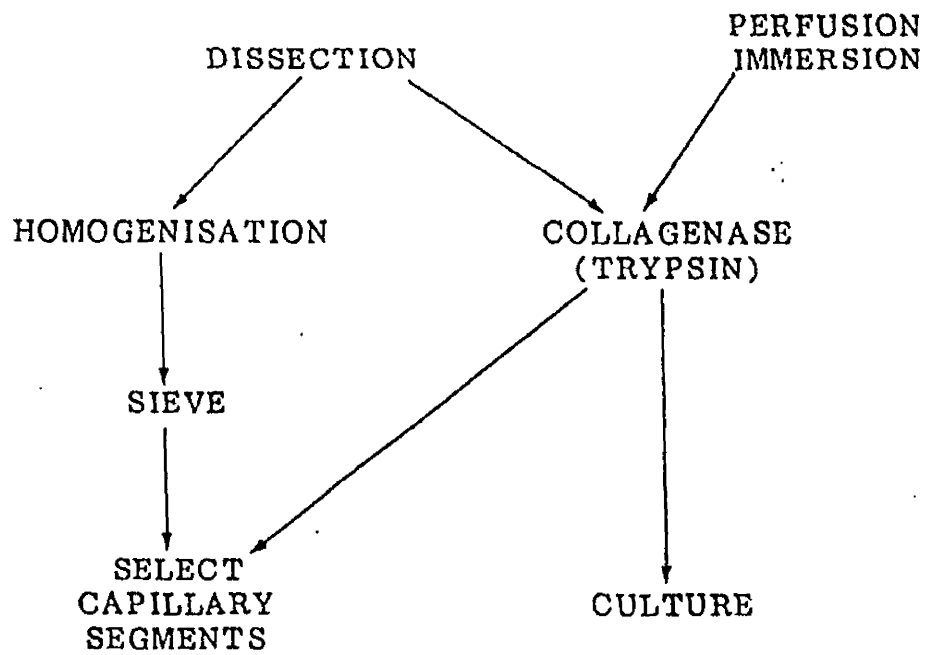 PERFUSION
IMMERSION
DISSECTION
HOMOGENISATION
COLLAGENASE
(TRYPSIN)
SIEVE
SELECT
CAPILLARY
SEGMENTS
CULTURE